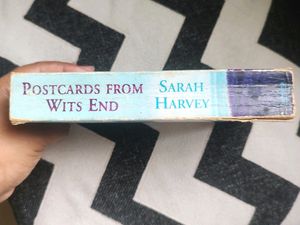 POSTCARDS FROM
WITS END
SARAH
HARVEY